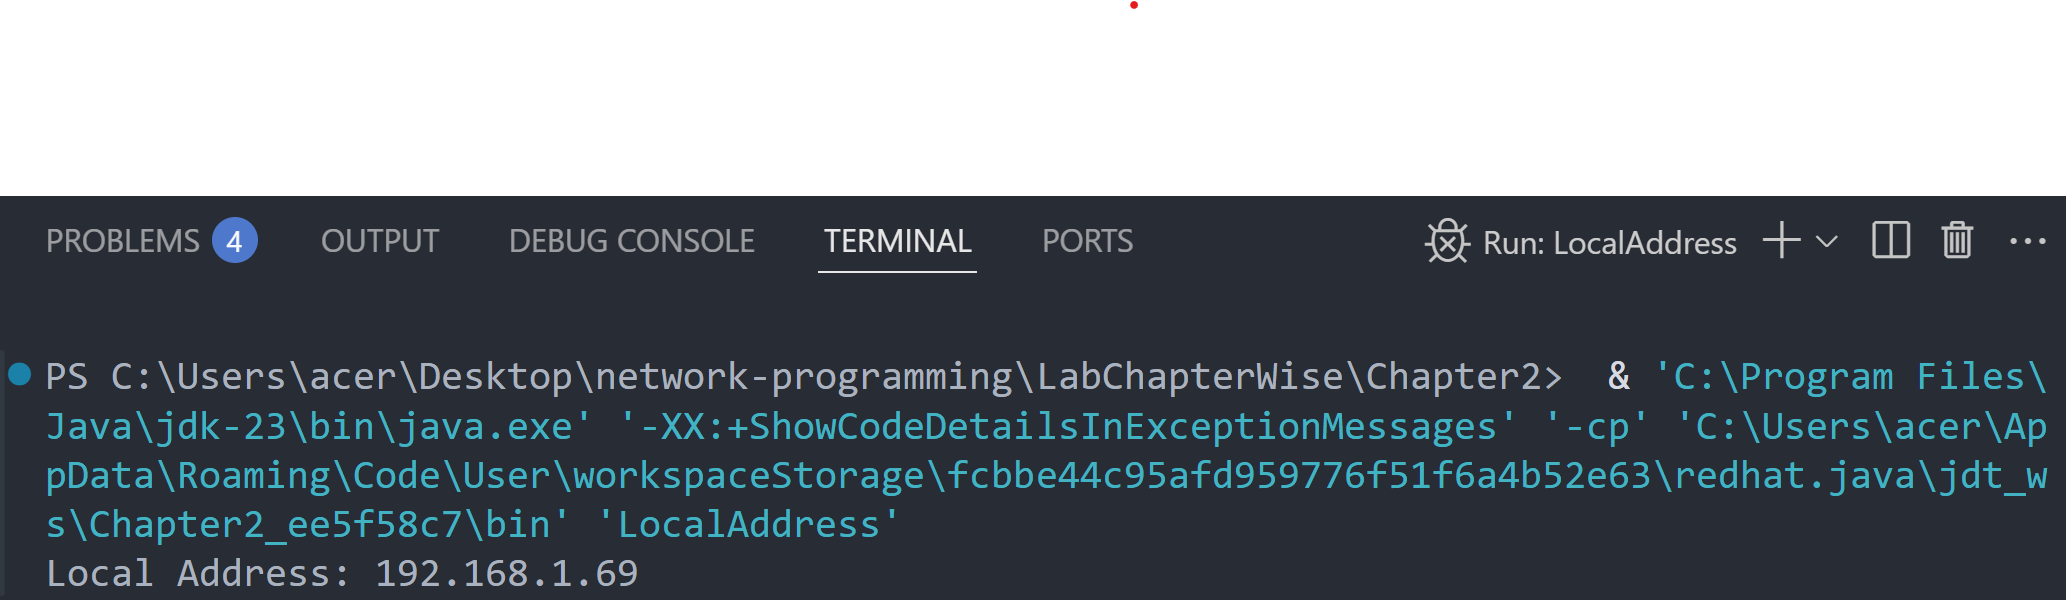 PROBLEMS 4 OUTPUT DEBUG CONSOLE TERMINAL PORTS Run: LocalAddress
PS C:\Users\acer\Desktop\network-programming\LabChapterWise\Chapter2>  & 'C:\Program Files\
Java\jdk-23\bin\java.exe' '-XX:+ShowCodeDetailsInExceptionMessages' '-cp' 'C:\Users\acer\Ap
pData\Roaming\Code\User\workspaceStorage\fcbbe44c95afd959776f51f6a4b52e63\redhat.java\jdt_w
s\Chapter2_ee5f58c7\bin' 'LocalAddress'
Local Address: 192.168.1.69